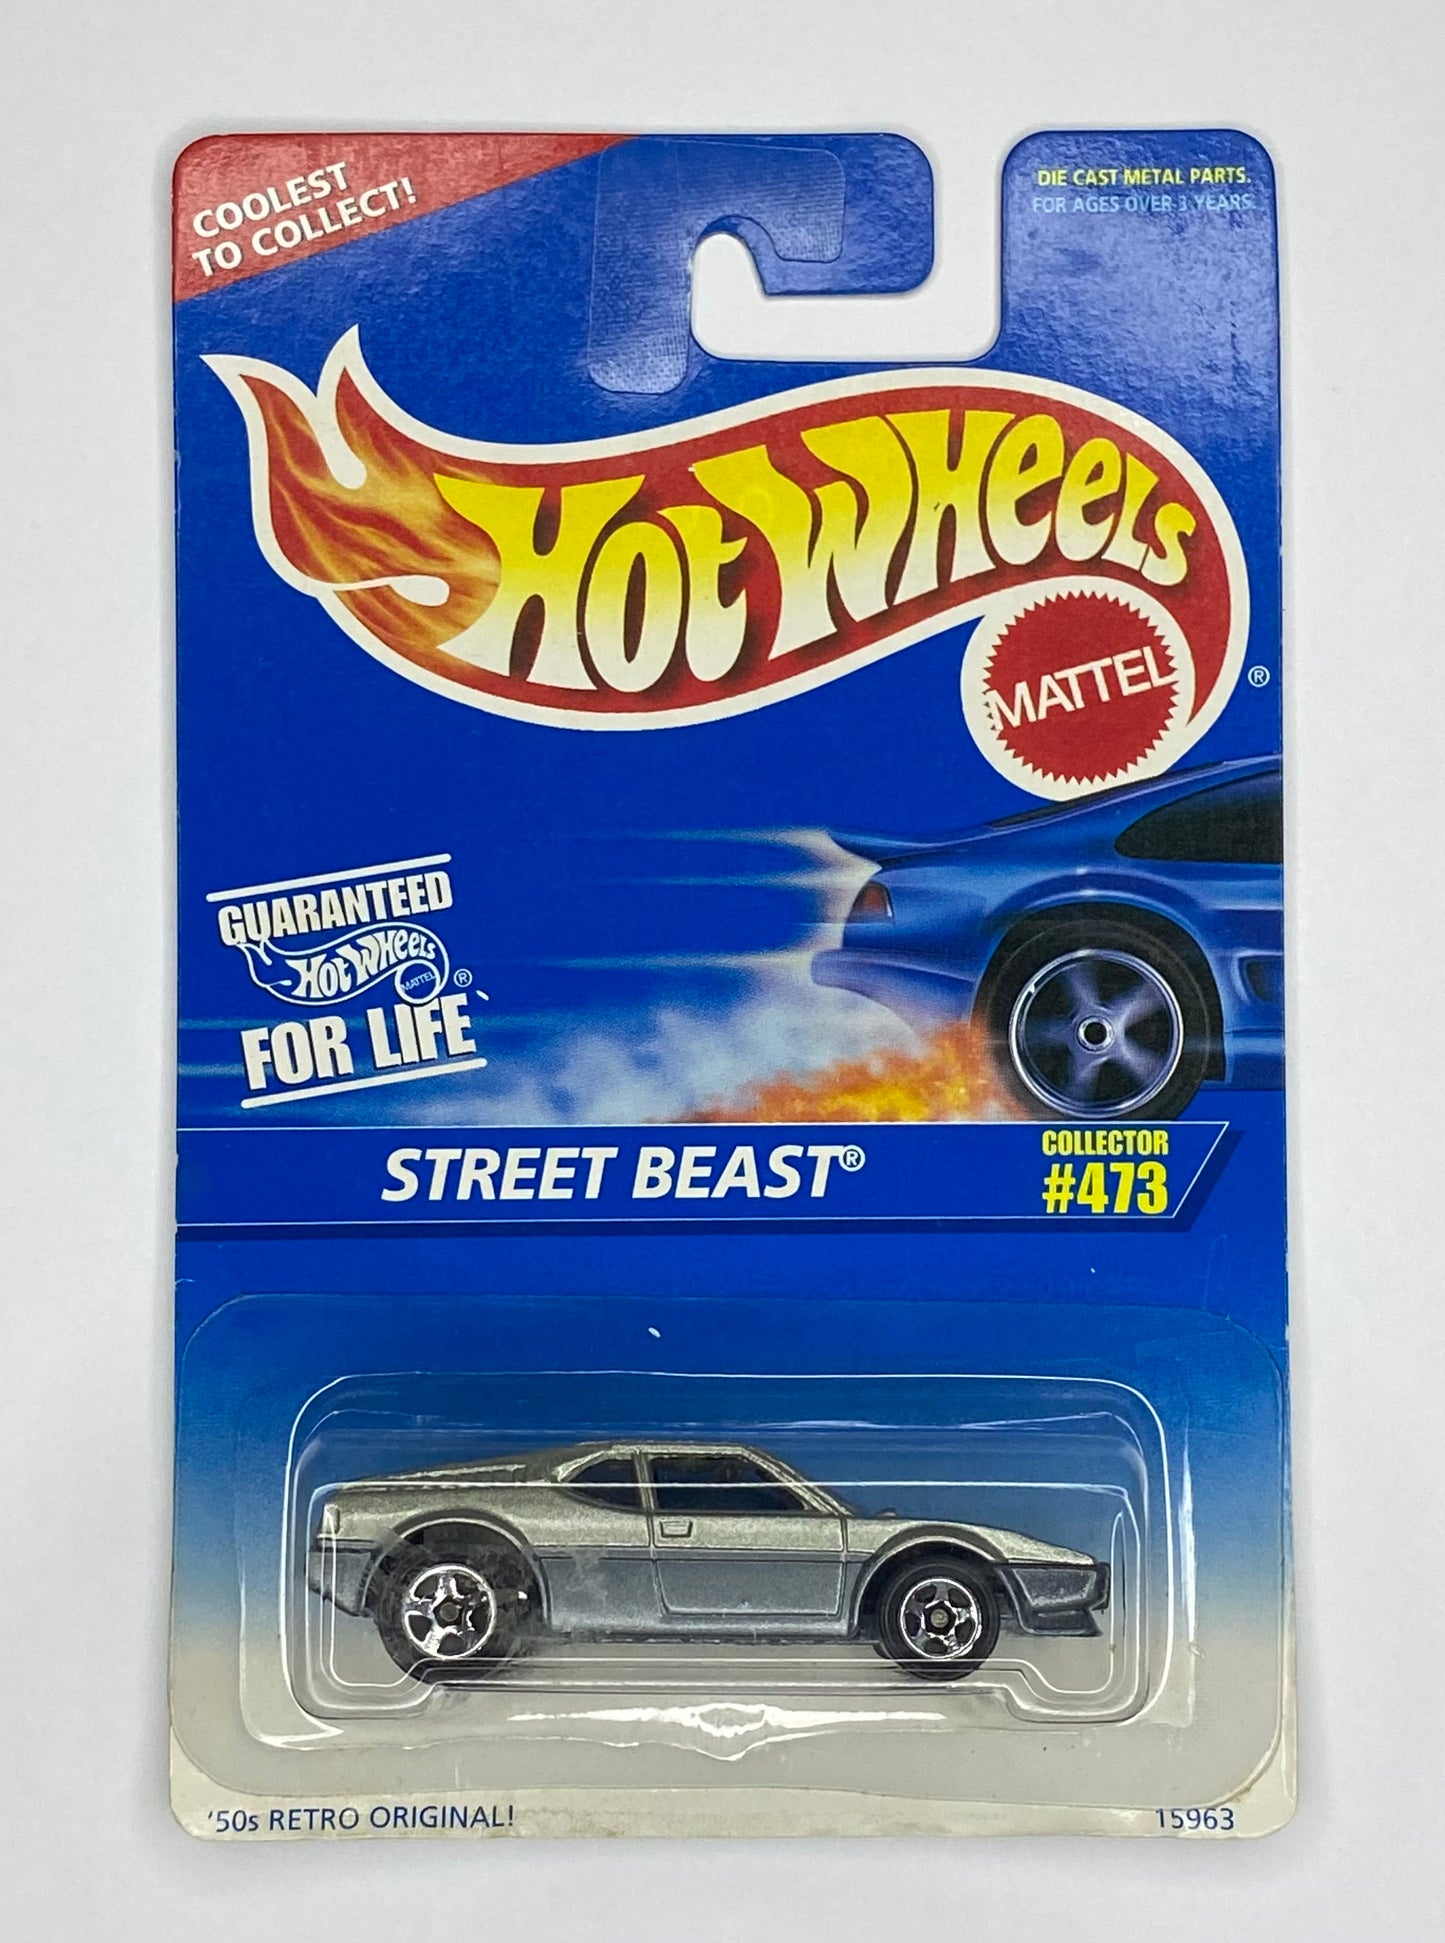 COOLEST
TO COLLECT!
DIE CAST METAL PARTS.
FOR AGES OVER 3 YEARS.
HOT WHEELS
MATTEL
®
GUARANTEED
HOT WHEELS
MATTEL
®
FOR LIFE
STREET BEAST®
COLLECTOR
#473
'50s RETRO ORIGINAL!
15963